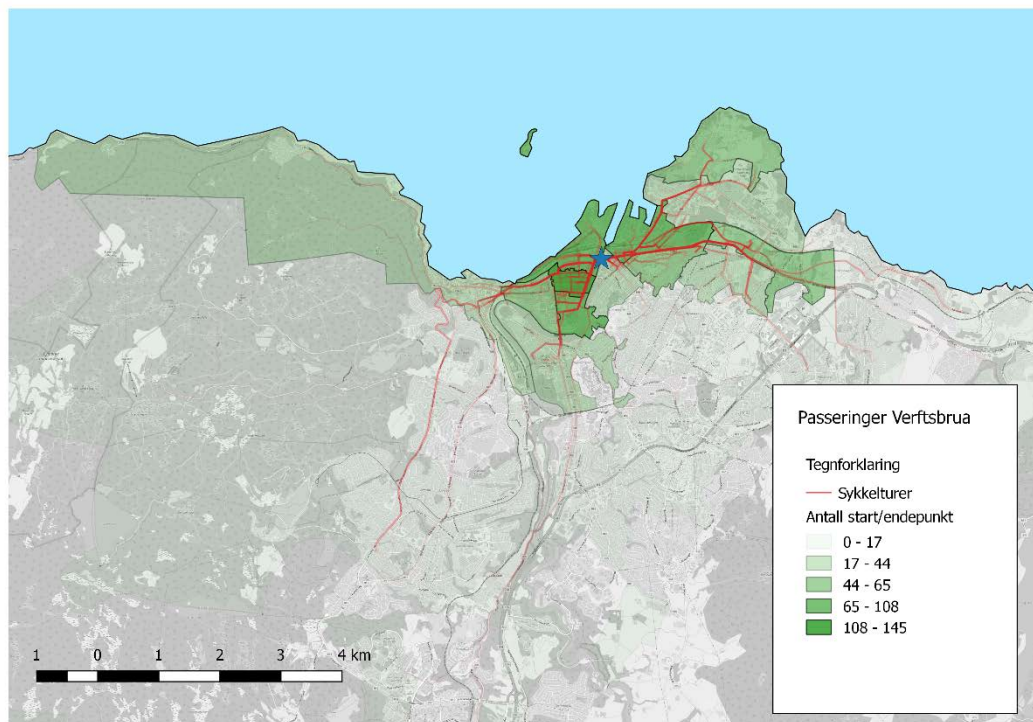 Passeringer Verftsbrua
Tegnforklaring
Sykkelturer
Antall start/endepunkt
0 - 17
17 - 44
44 - 65
65 - 108
108 - 145
1 0 1 2 3 4 km